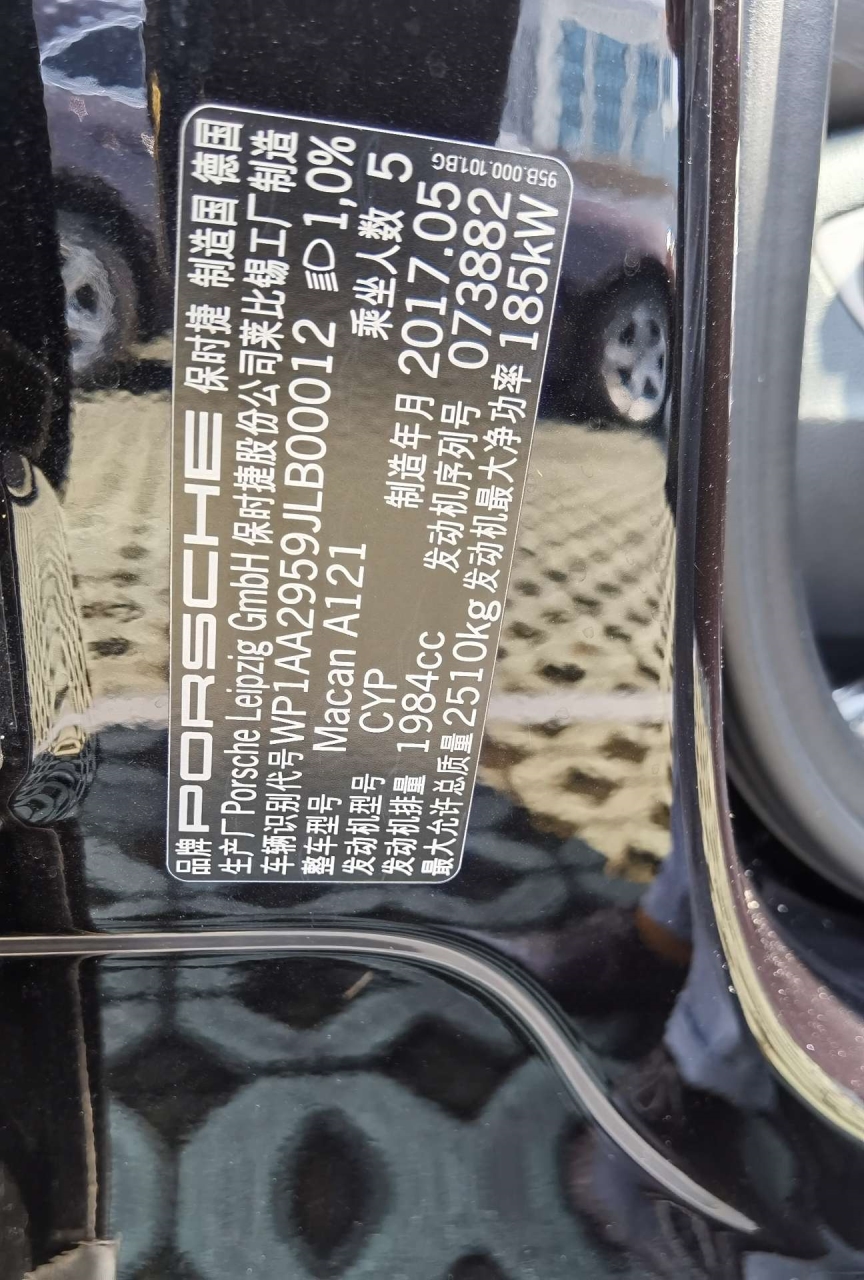 品牌 PORSCHE 保时捷 制造国 德国
生产厂 Porsche Leipzig GmbH 保时捷股份公司莱比锡工厂 制造
车辆识别代号 WP1AA2959JLB00012 1,0%
整车型号 Macan A121 乘坐人数 5
发动机型号 CYP 制造年月 2017.05
发动机排量 1984cc 发动机序列号 073882
最大允许总质量 2510kg 发动机最大净功率 185kW
95B.000.101.BG